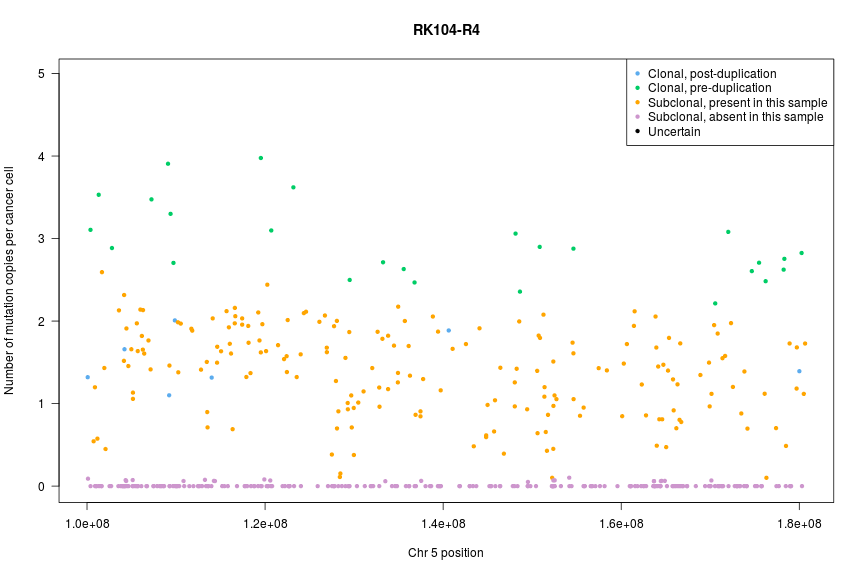 RK104-R4
Number of mutation copies per cancer cell
5
4
3
2
1
0
Clonal, post-duplication
Clonal, pre-duplication
Subclonal, present in this sample
Subclonal, absent in this sample
Uncertain
1.0e+08
1.2e+08
1.4e+08
1.6e+08
1.8e+08
Chr 5 position